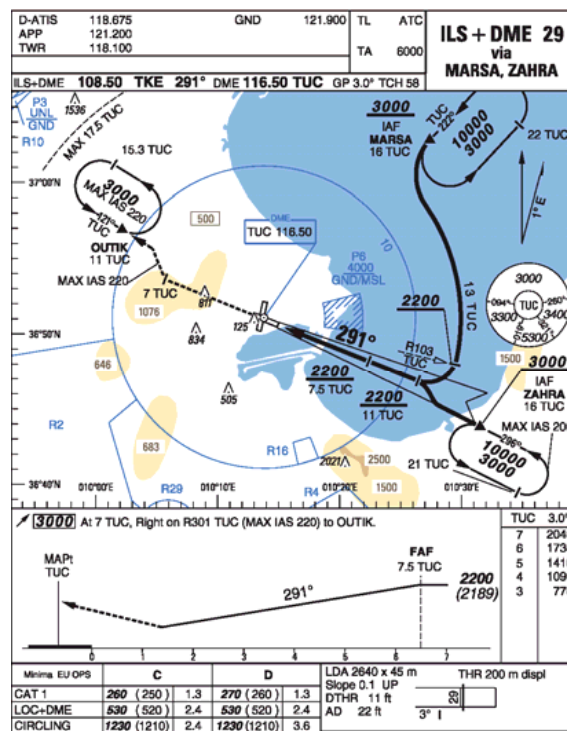 D-ATIS 118.675 GND 121.900
APP 121.200
TWR 118.100
TL ATC
TA 6000
ILS + DME 29
via
MARSA, ZAHRA
ILS+DME 108.50 TKE 291° DME 116.50 TUC GP 3.0° TCH 58
P3
UNL
GND
R10
1536
MAX 17.5 TUC
15.3 TUC
37°00'N
3000
MAX IAS 220
121°
TUC
OUTIK
11 TUC
MAX IAS 220
7 TUC
500
DME
TUC 116.50
10
P6
4000
GND/MSL
3000
IAF
MARSA
16 TUC
TUC
222°
10000
3000
22 TUC
1° E
13 TUC
3000
094° 260°
TUC
3300 3400
5300
2200
R103
TUC
1500
3000
IAF
ZAHRA
16 TUC
MAX IAS 200
296°
10000
3000
21 TUC
291°
2200
7.5 TUC
2200
11 TUC
1076
811
125
834
36°50'N
646
505
R2
683
R16
2021
2500
1500
R29
R4
36°40'N
010°00'E 010°10'E 010°20'E 010°30'E
3000 At 7 TUC, Right on R301 TUC (MAX IAS 220) to OUTIK.
MAPt
TUC
291°
FAF
7.5 TUC
2200
(2189)
0 1 2 3 4 5 6 7
TUC 3.0°
7
6
5
4
3
Minima EU OPS C D
CAT 1 260 (250) 1.3 270 (260) 1.3
LOC+DME 530 (520) 2.4 530 (520) 2.4
CIRCLING 1230 (1210) 2.4 1230 (1210) 3.6
LDA 2640 x 45 m
Slope 0.1 UP
DTHR 11 ft
AD 22 ft
THR 200 m displ
29
3°